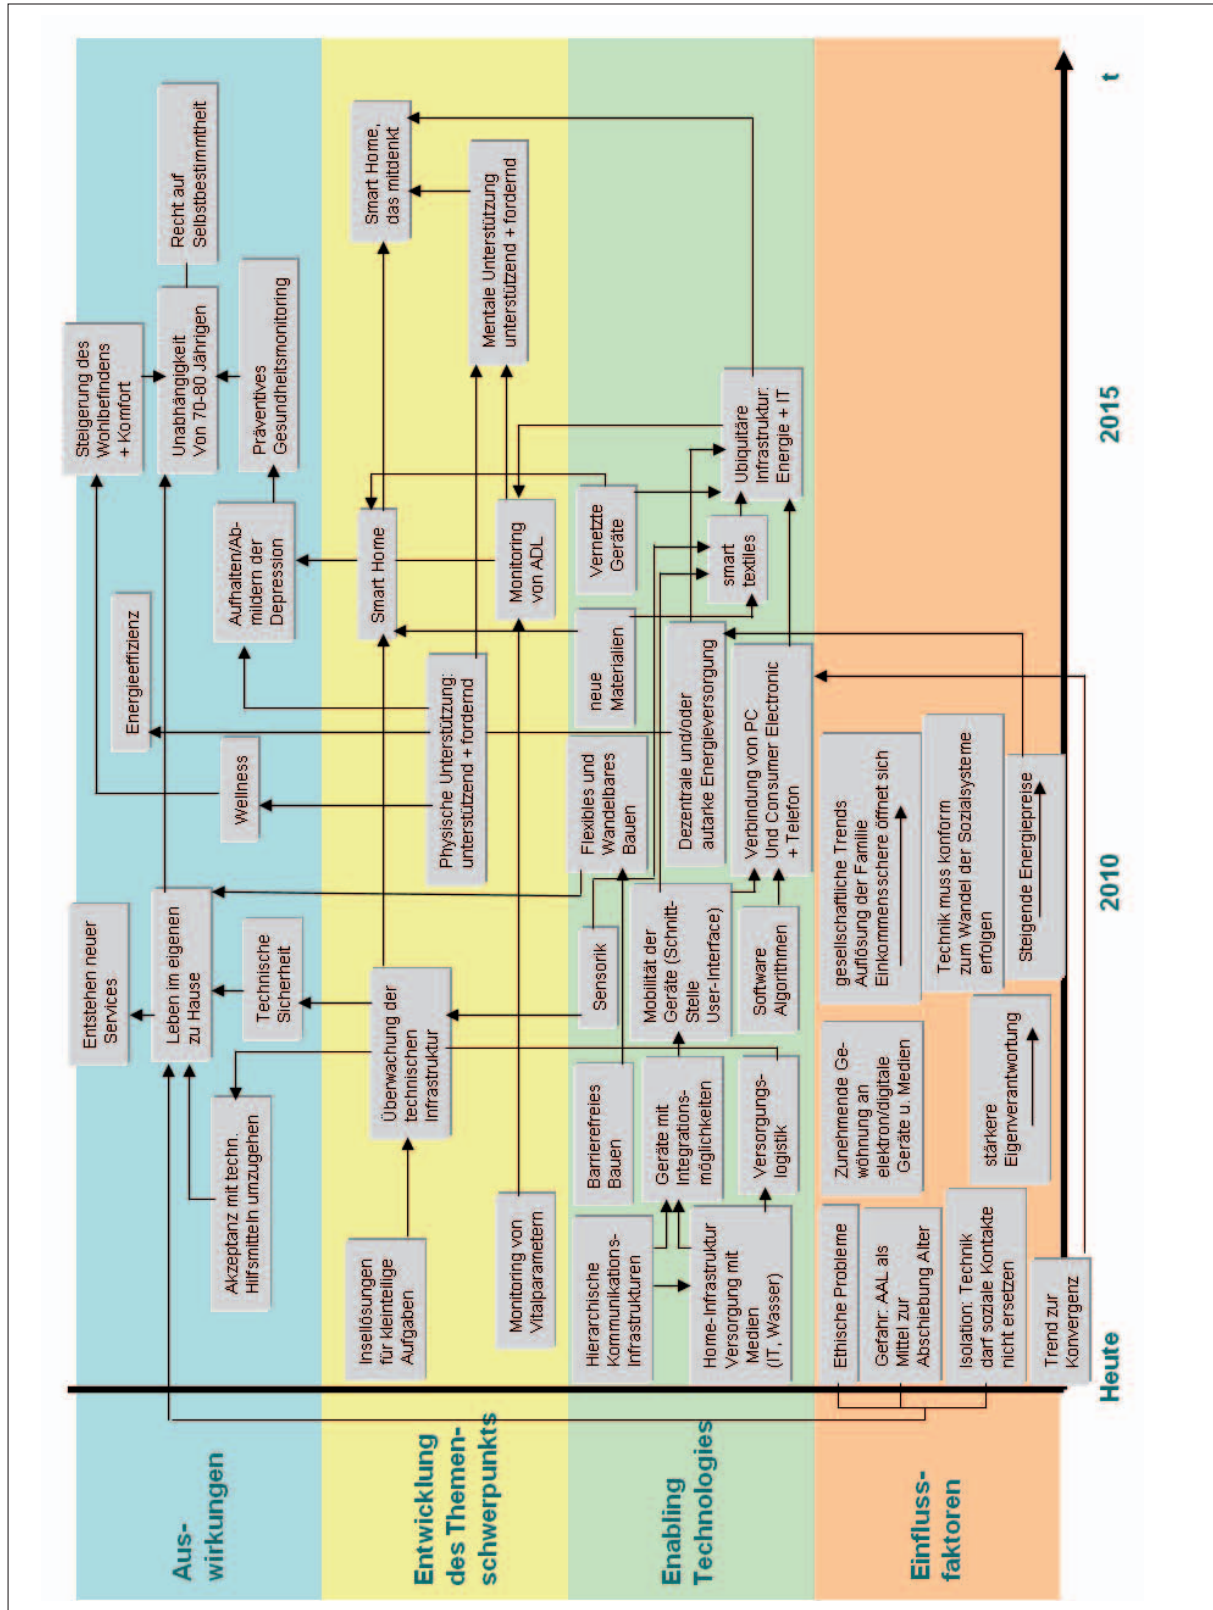 Aus-
wirkungen
Entstehen neuer
Services
Leben im eigenen
zu Hause
Akzeptanz mit techn.
Hilfsmitteln umzugehen
Technische
Sicherheit
Wellness
Energieeffizienz
Steigerung des
Wohlbefindens
+ Komfort
Unabhängigkeit
Von 70-80 Jährigen
Recht auf
Selbstbestimmtheit
Aufhalten/Ab-
mildern der
Depression
Präventives
Gesundheitsmonitoring
Entwicklung
des Themen-
schwerpunkts
Insellösungen
für kleinteilige
Aufgaben
Überwachung der
technischen
Infrastruktur
Smart Home
Smart Home,
das mitdenkt
Physische Unterstützung:
unterstützend + fordernd
Mentale Unterstützung
unterstützend + fordernd
Monitoring von
Vitalparametern
Monitoring
von ADL
Enabling
Technologies
Hierarchische
Kommunikations-
Infrastrukturen
Barrierefreies
Bauen
Sensorik
Flexibles und
Wandelbares
Bauen
neue
Materialien
Vernetzte
Geräte
Geräte mit
Integrations-
möglichkeiten
Mobilität der
Geräte (Schnitt-
Stelle
User-Interface)
Dezentrale und/oder
autarke Energieversorgung
smart
textiles
Home-Infrastruktur
Versorgung mit
Medien
(IT, Wasser)
Versorgungs-
logistik
Software
Algorithmen
Verbindung von PC
Und Consumer Electronic
+ Telefon
Ubiquitäre
Infrastruktur:
Energie + IT
Einfluss-
faktoren
Ethische Probleme
Gefahr: AAL als
Mittel zur
Abschiebung Alter
Isolation: Technik
darf soziale Kontakte
nicht ersetzen
Trend zur
Konvergenz
Zunehmende Ge-
wöhnung an
elektron/digitale
Geräte u. Medien
stärkere
Eigenverantwortung
gesellschaftliche Trends
Auflösung der Familie
Einkommensschere öffnet sich
Technik muss konform
zum Wandel der Sozialsysteme
erfolgen
Steigende Energiepreise
Heute
2010
2015
t